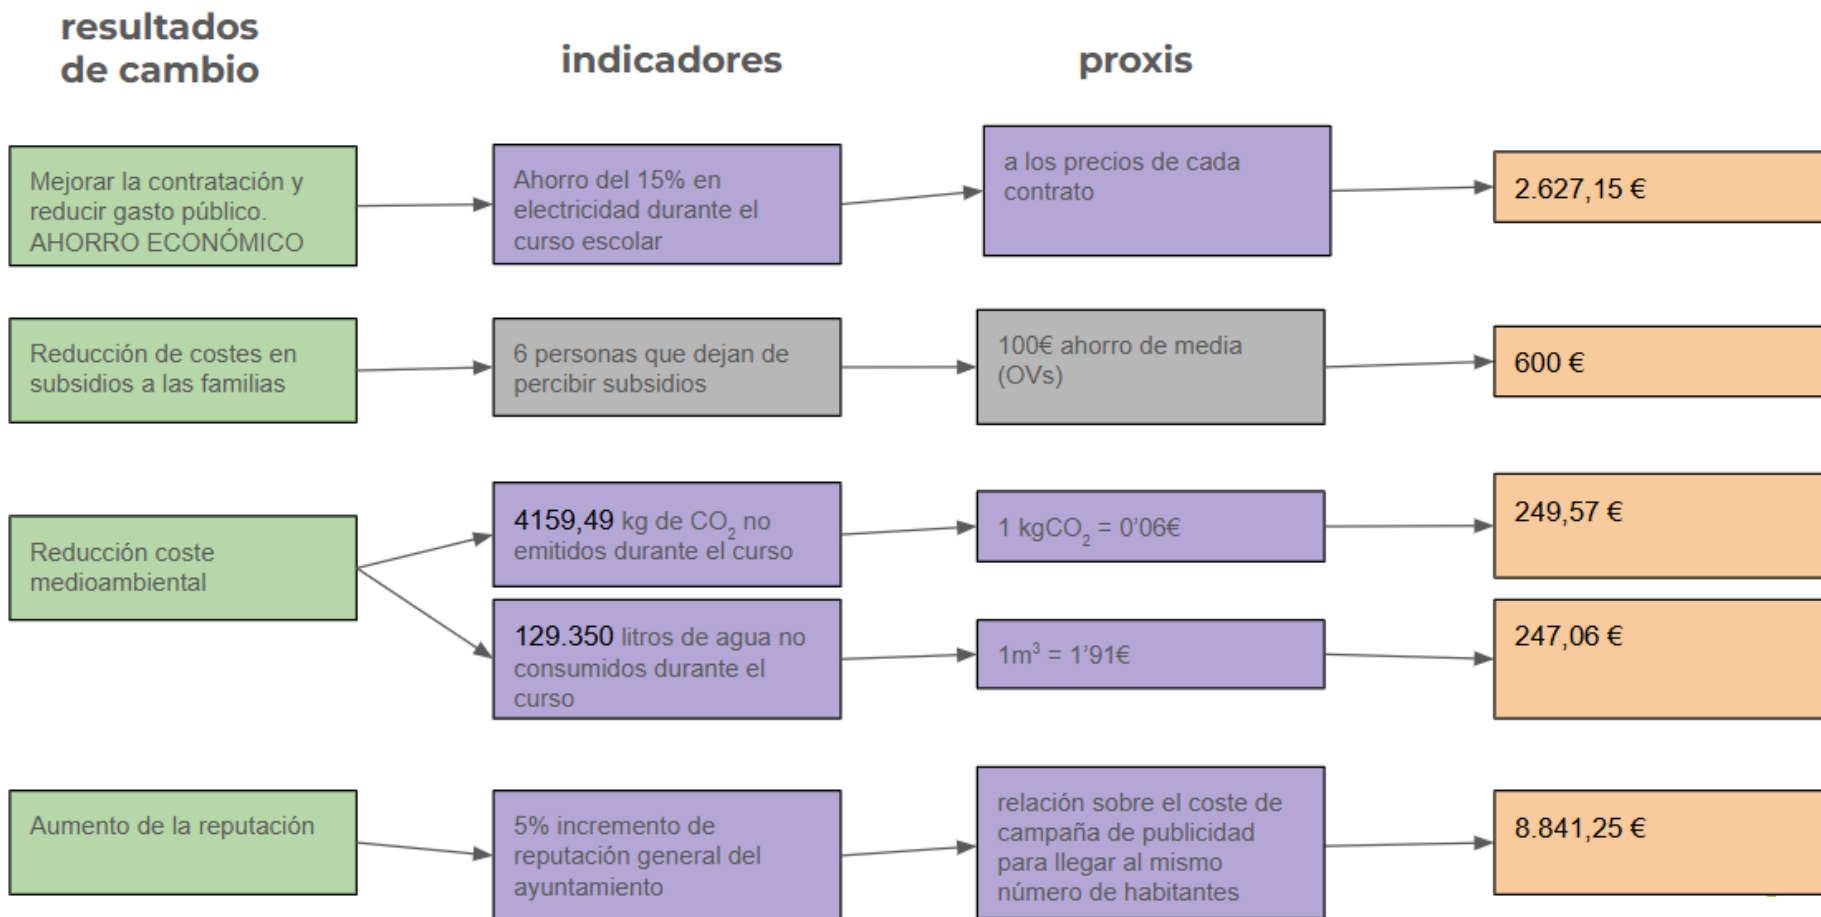 resultados
de cambio
indicadores
proxis
Mejorar la contratación y
reducir gasto público.
AHORRO ECONÓMICO
Ahorro del 15% en
electricidad durante el
curso escolar
a los precios de cada
contrato
2.627,15 €
Reducción de costes en
subsidios a las familias
6 personas que dejan de
percibir subsidios
100€ ahorro de media
(OVs)
600 €
Reducción coste
medioambiental
4159,49 kg de CO₂ no
emitidos durante el curso
1 kgCO₂ = 0'06€
249,57 €
129.350 litros de agua no
consumidos durante el
curso
1m³ = 1'91€
247,06 €
Aumento de la reputación
5% incremento de
reputación general del
ayuntamiento
relación sobre el coste de
campaña de publicidad
para llegar al mismo
número de habitantes
8.841,25 €